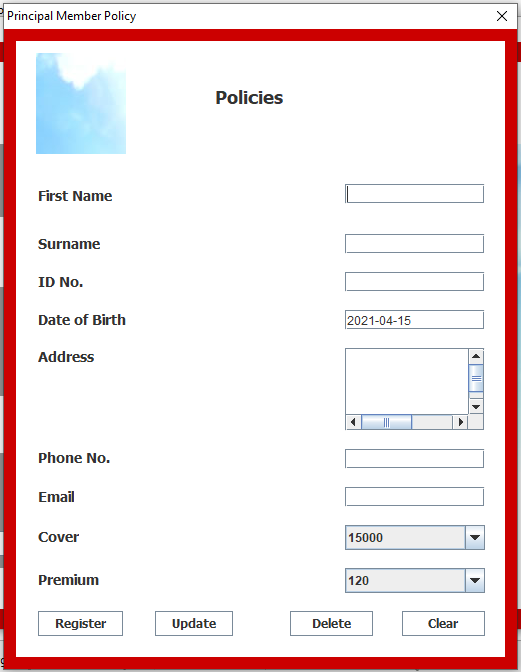 Principal Member Policy
Policies
First Name
Surname
ID No.
Date of Birth 2021-04-15
Address
Phone No.
Email
Cover 15000
Premium 120
Register Update Delete Clear